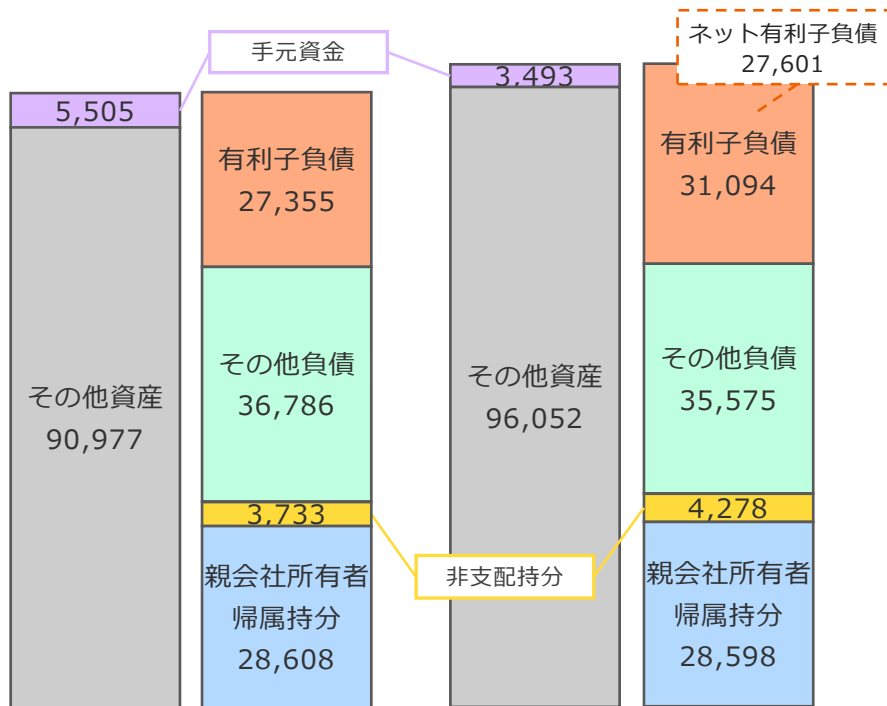 ネット有利子負債
27,601
手元資金
5,505
その他資産
90,977
有利子負債
27,355
その他負債
36,786
3,733
親会社所有者
帰属持分
28,608
非支配持分
3,493
その他資産
96,052
有利子負債
31,094
その他負債
35,575
4,278
親会社所有者
帰属持分
28,598